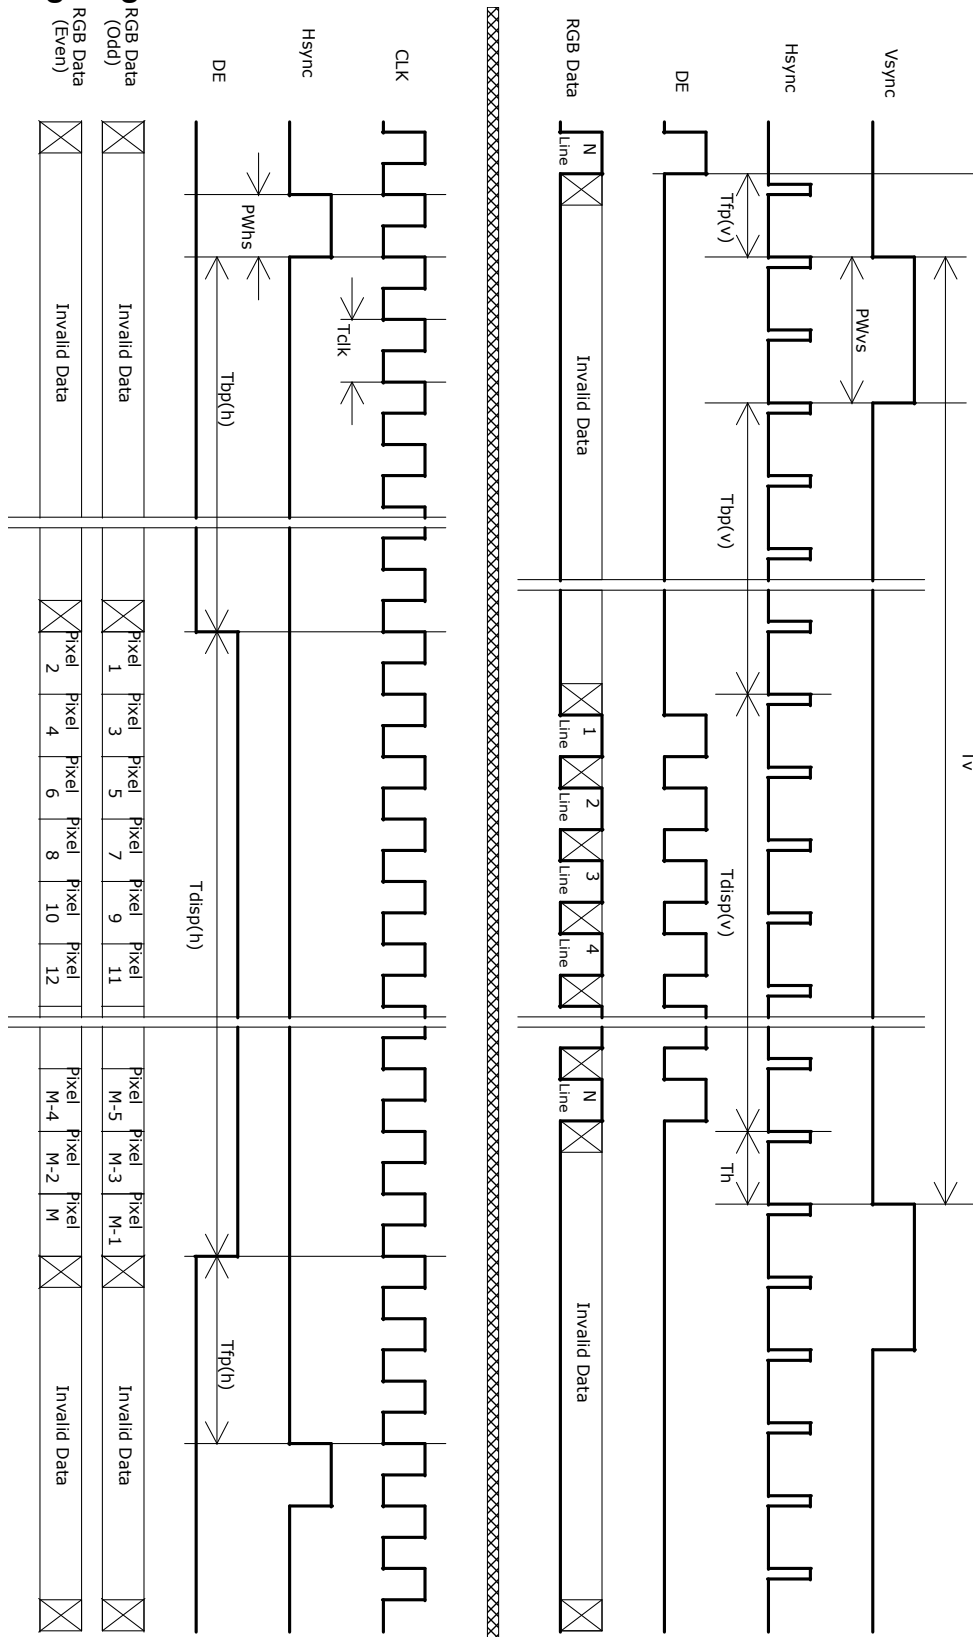 Tv
Vsync
PWvs
Hsync
Tfp(v)
Tbp(v)
Tdisp(v)
Th
DE
RGB Data
N
Line
Invalid Data
1
Line
2
Line
3
Line
4
Line
N
Line
Invalid Data
CLK
Tclk
Hsync
PWhs
DE
Tbp(h)
Tdisp(h)
Tfp(h)
RGB Data
(Odd)
Invalid Data
Pixel
1
Pixel
3
Pixel
5
Pixel
7
Pixel
9
Pixel
11
Pixel
M-5
Pixel
M-3
Pixel
M-1
Invalid Data
RGB Data
(Even)
Invalid Data
Pixel
2
Pixel
4
Pixel
6
Pixel
8
Pixel
10
Pixel
12
Pixel
M-4
Pixel
M-2
Pixel
M
Invalid Data